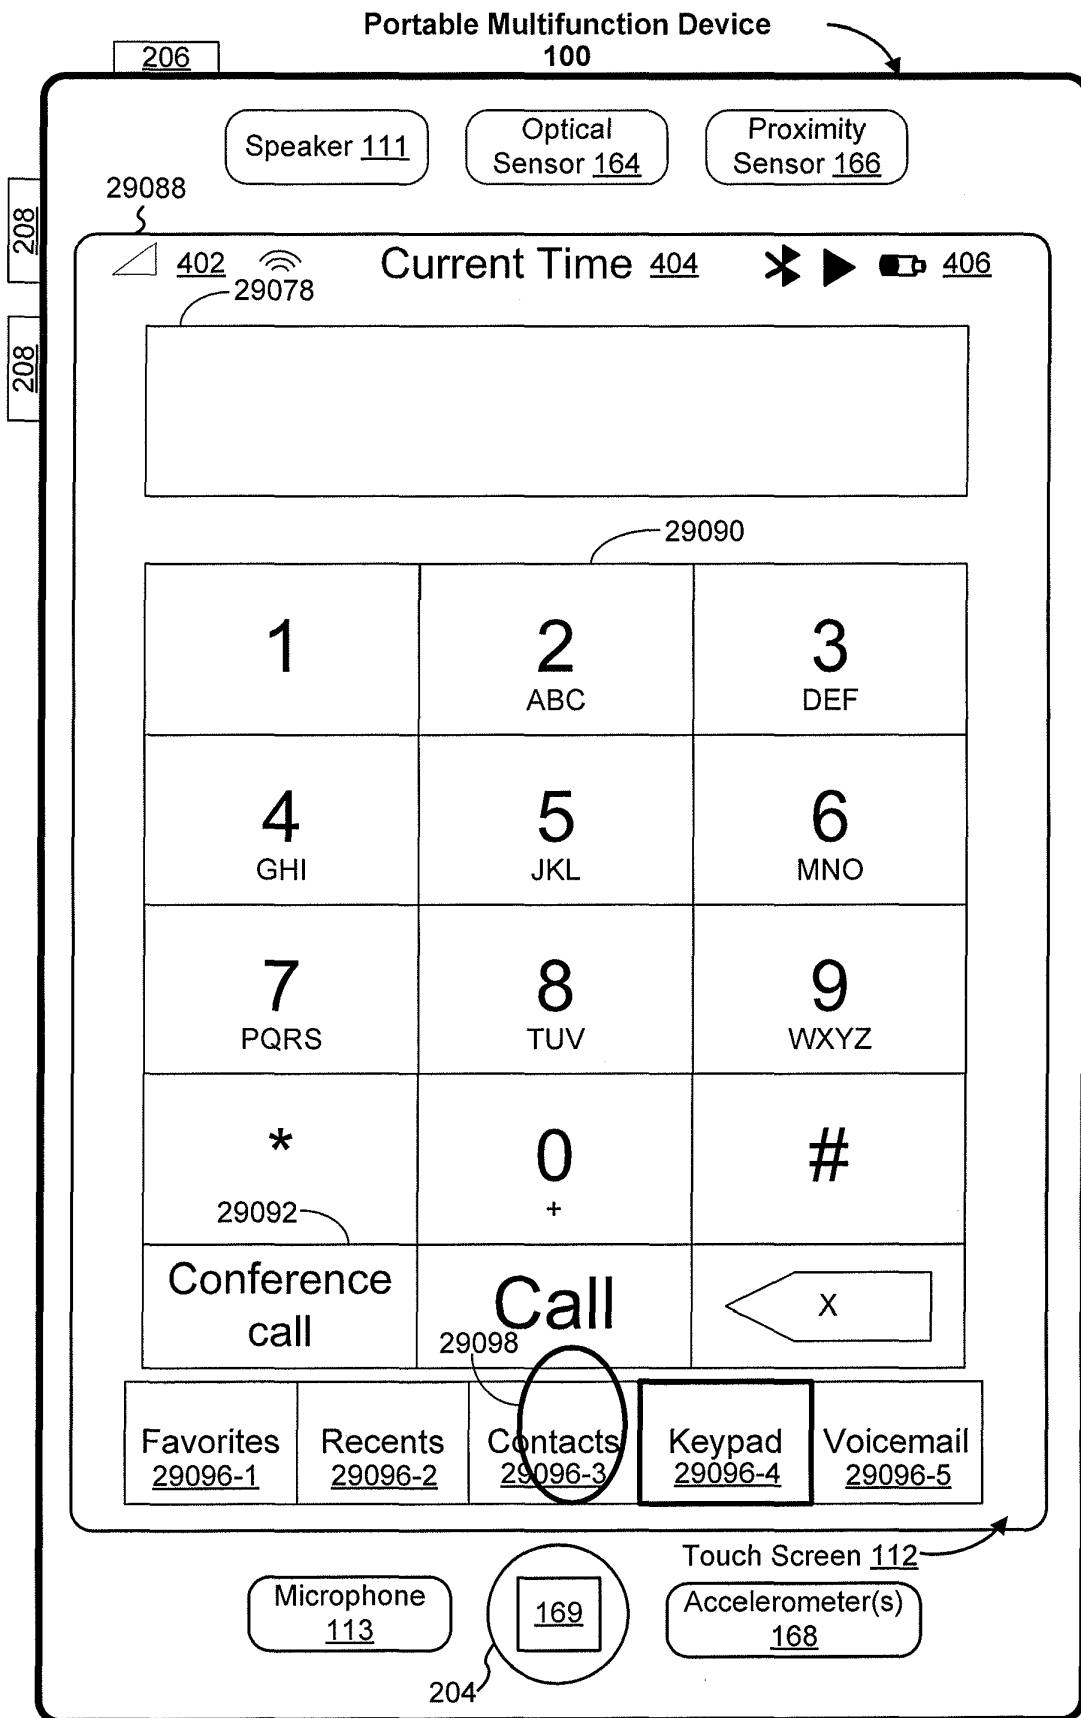 Portable Multifunction Device
100
206
Speaker 111
Optical
Sensor 164
Proximity
Sensor 166
208
29088
402
Current Time 404
406
29078
208
29090
1
2
ABC
3
DEF
4
GHI
5
JKL
6
MNO
7
PQRS
8
TUV
9
WXYZ
*
0
+
#
29092
Conference
call
Call
X
29098
Favorites
29096-1
Recents
29096-2
Contacts
29096-3
Keypad
29096-4
Voicemail
29096-5
Touch Screen 112
Microphone
113
169
Accelerometer(s)
168
204